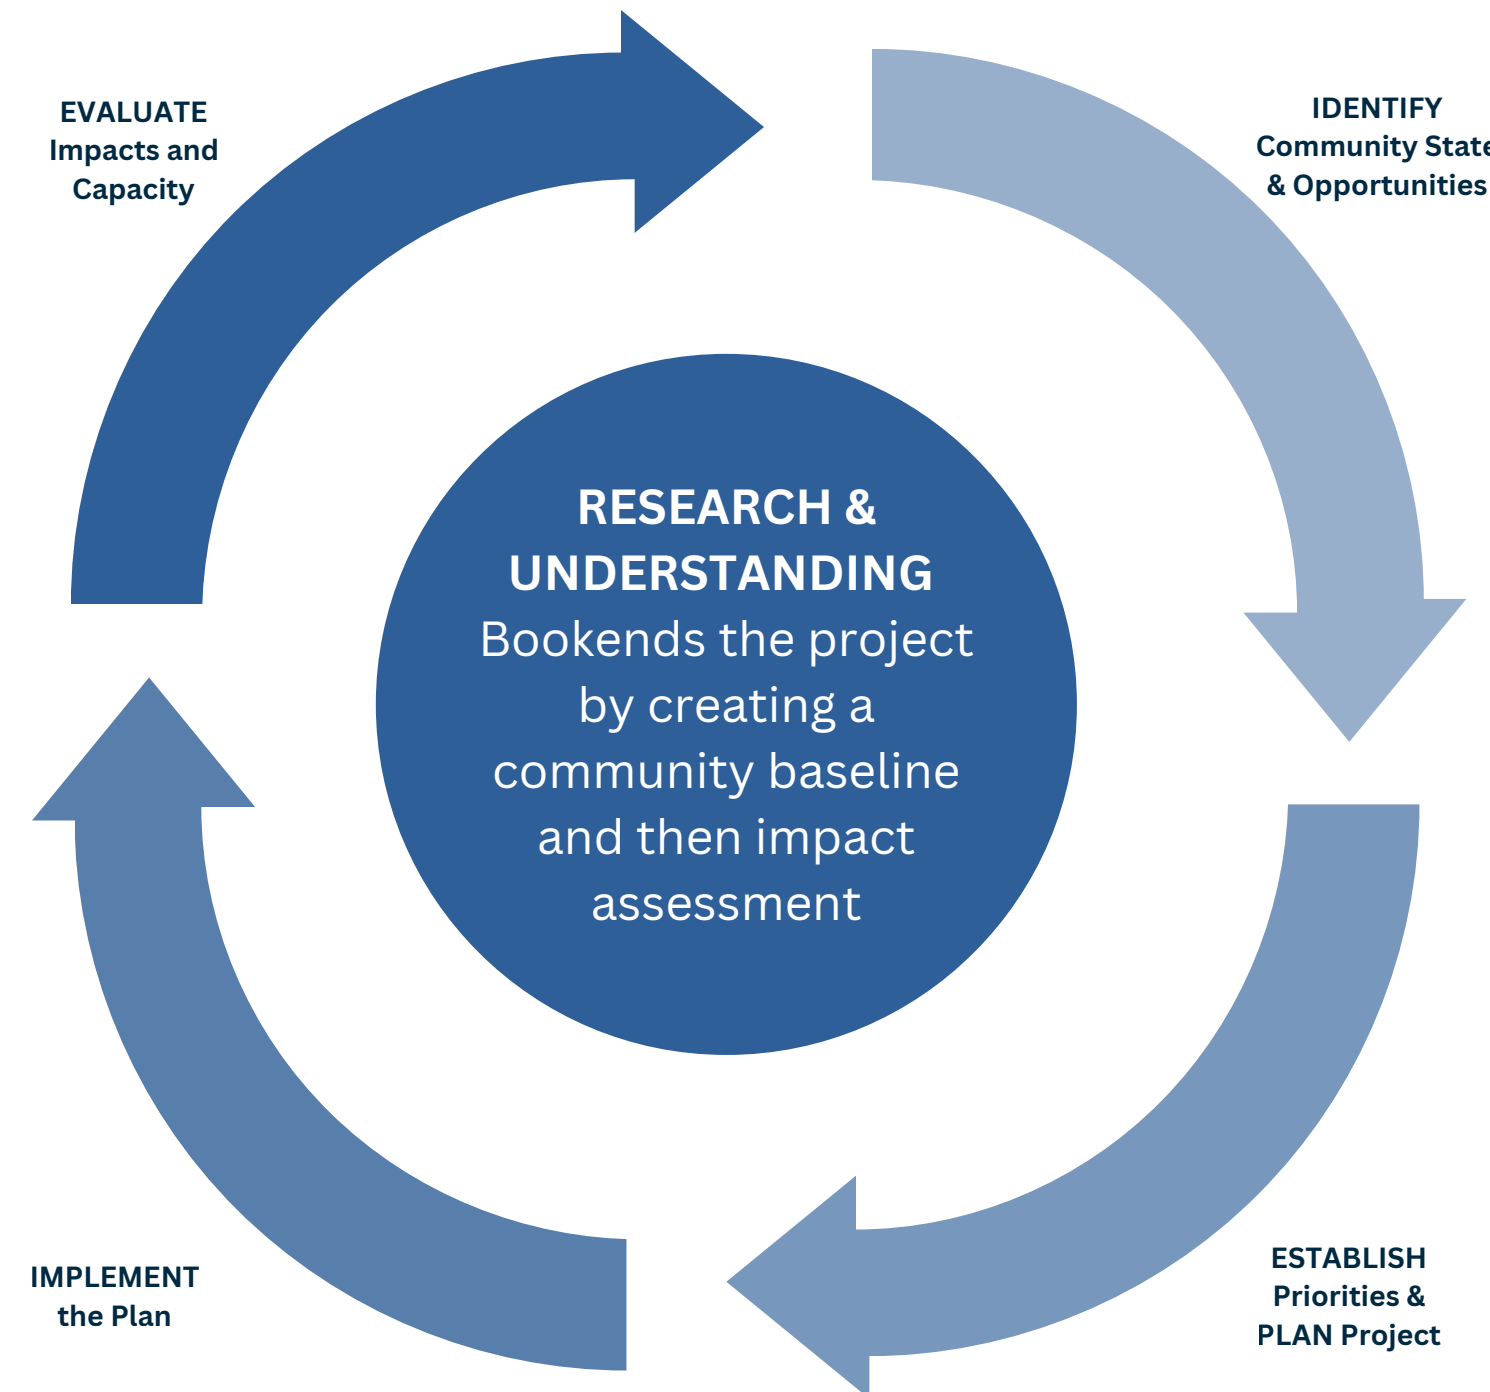 EVALUATE
Impacts and
Capacity
IDENTIFY
Community State
& Opportunities
RESEARCH &
UNDERSTANDING
Bookends the project
by creating a
community baseline
and then impact
assessment
ESTABLISH
Priorities &
PLAN Project
IMPLEMENT
the Plan